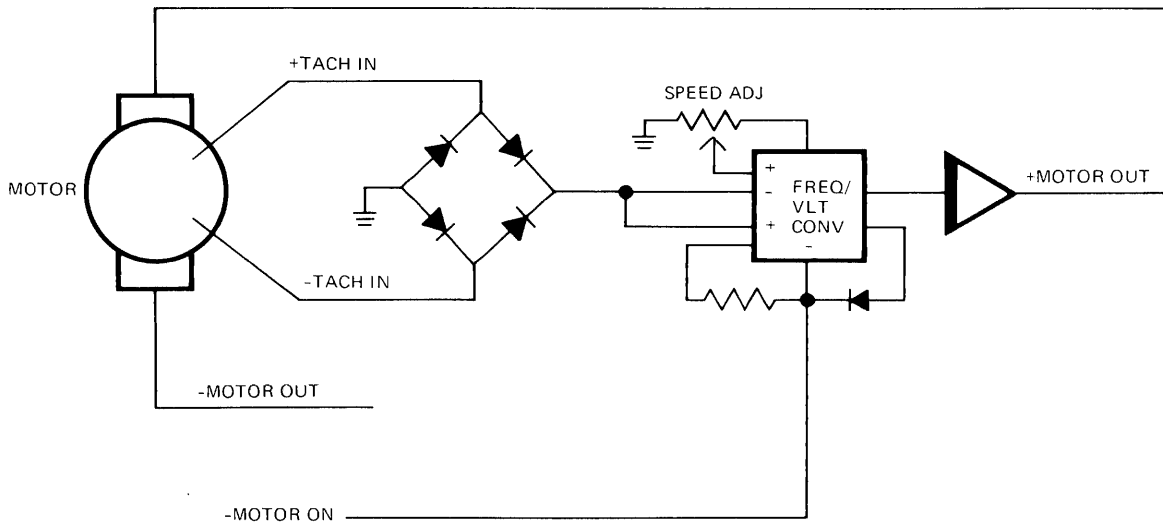 +TACH IN
SPEED ADJ
MOTOR
+
-
+
-
FREQ/
VLT
CONV
+MOTOR OUT
-TACH IN
-MOTOR OUT
-MOTOR ON